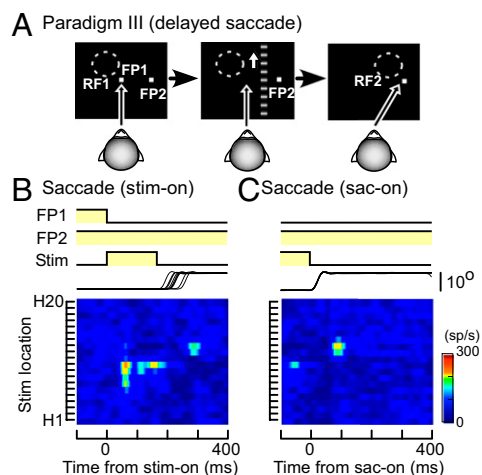 A Paradigm III (delayed saccade)
RF1 FP1 FP2
FP2
RF2
B Saccade (stim-on)
C Saccade (sac-on)
FP1
FP2
Stim
10o
H20
Stim location
H1
(sp/s)
300
0
0 400
Time from stim-on (ms)
0 400
Time from sac-on (ms)